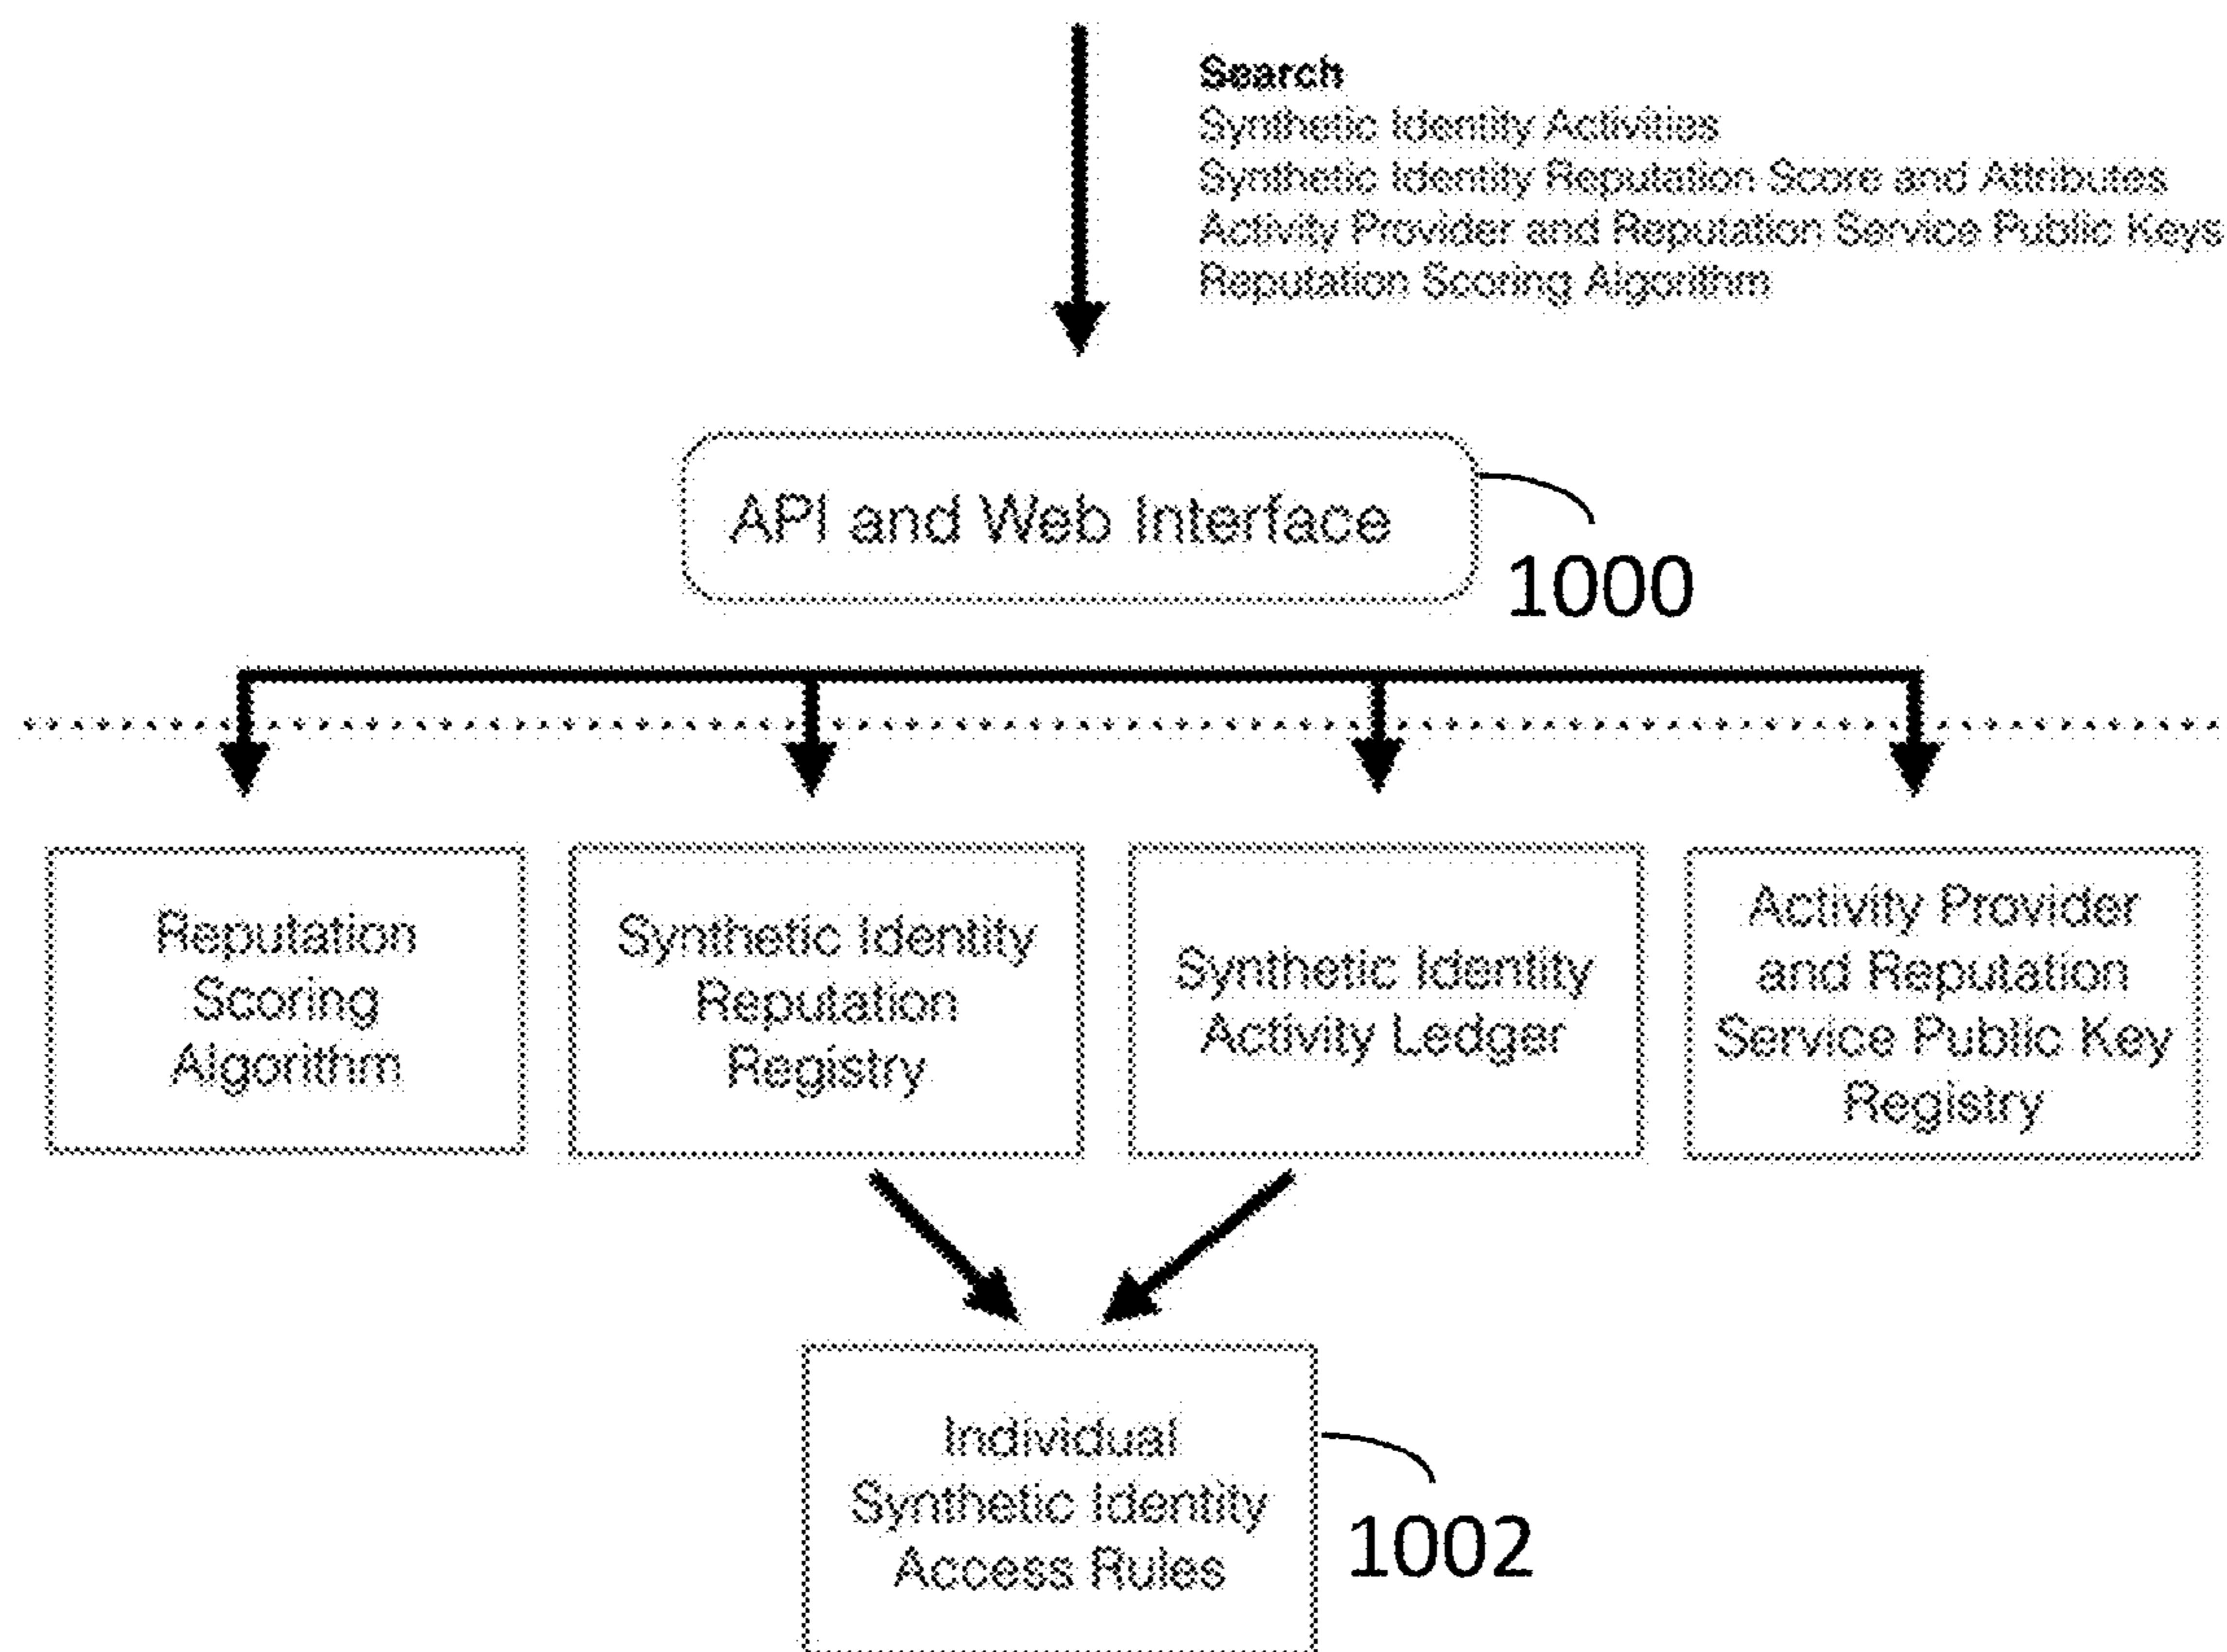 Search
Synthetic Identity Activities
Synthetic Identity Reputation Score and Attributes
Activity Provider and Reputation Service Public Keys
Reputation Scoring Algorithm
API and Web Interface
1000
Reputation
Scoring
Algorithm
Synthetic Identity
Reputation
Registry
Synthetic Identity
Activity Ledger
Activity Provider
and Reputation
Service Public Key
Registry
Individual
Synthetic Identity
Access Rules
1002